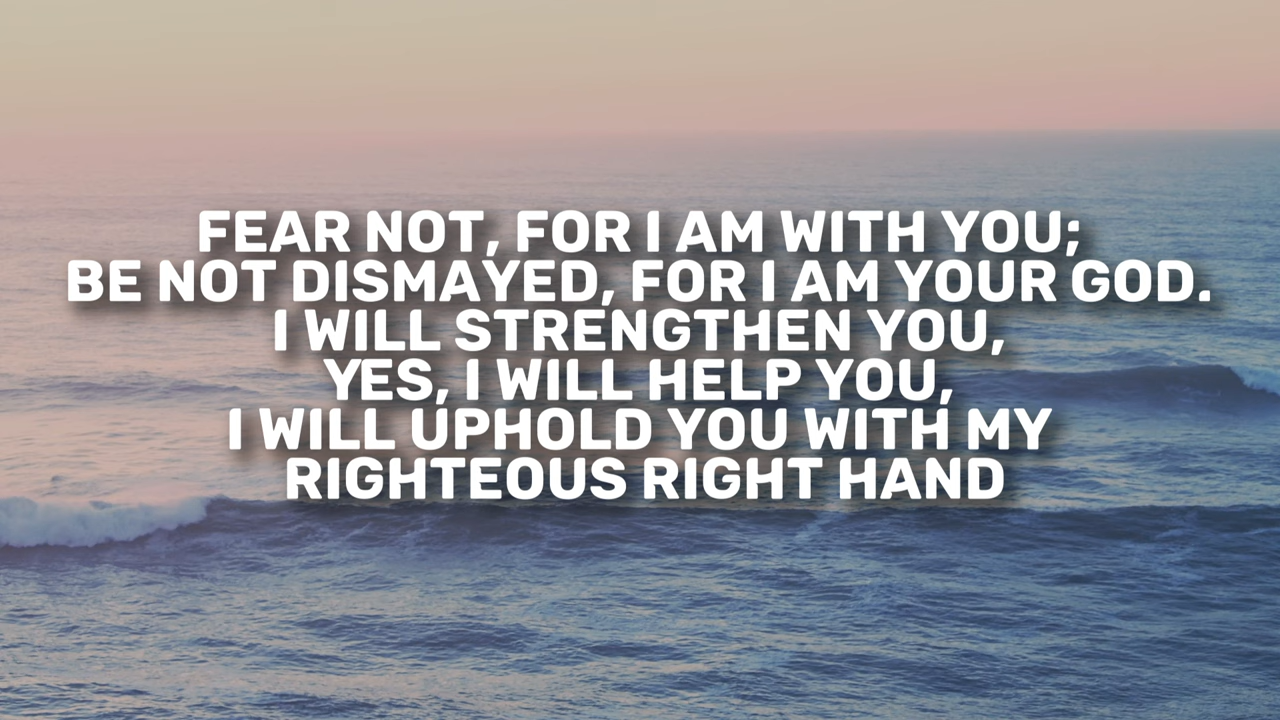 FEAR NOT, FOR I AM WITH YOU;
BE NOT DISMAYED, FOR I AM YOUR GOD.
I WILL STRENGTHEN YOU,
YES, I WILL HELP YOU,
I WILL UPHOLD YOU WITH MY
RIGHTEOUS RIGHT HAND